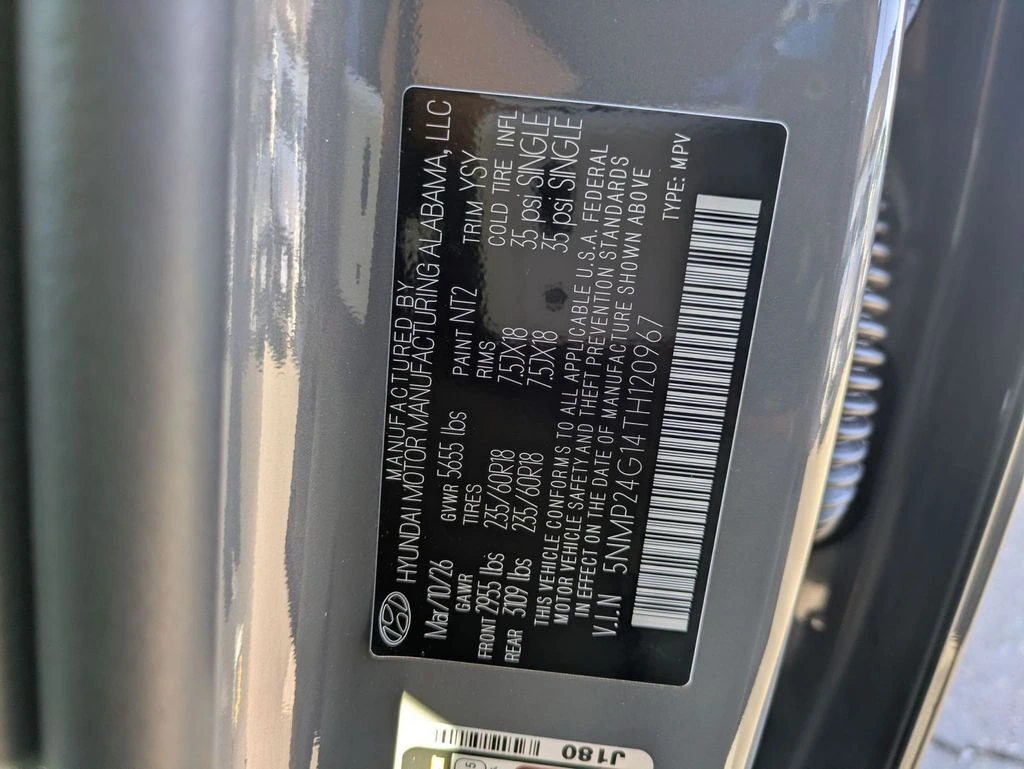 MANUFACTURED BY
HYUNDAI MOTOR MANUFACTURING ALABAMA, LLC
Mar/10/26 GVWR 5655 lbs PAINT NT2 TRIM YSY
GAWR TIRES RIMS COLD TIRE INFL
FRONT 2955 lbs 235/60R18 7.5JX18 35 psi SINGLE
REAR 3109 lbs 235/60R18 7.5JX18 35 psi SINGLE
THIS VEHICLE CONFORMS TO ALL APPLICABLE U.S.A. FEDERAL
MOTOR VEHICLE SAFETY AND THEFT PREVENTION STANDARDS
IN EFFECT ON THE DATE OF MANUFACTURE SHOWN ABOVE
V.I.N 5NMP24G14TH120967 TYPE: MPV
J180